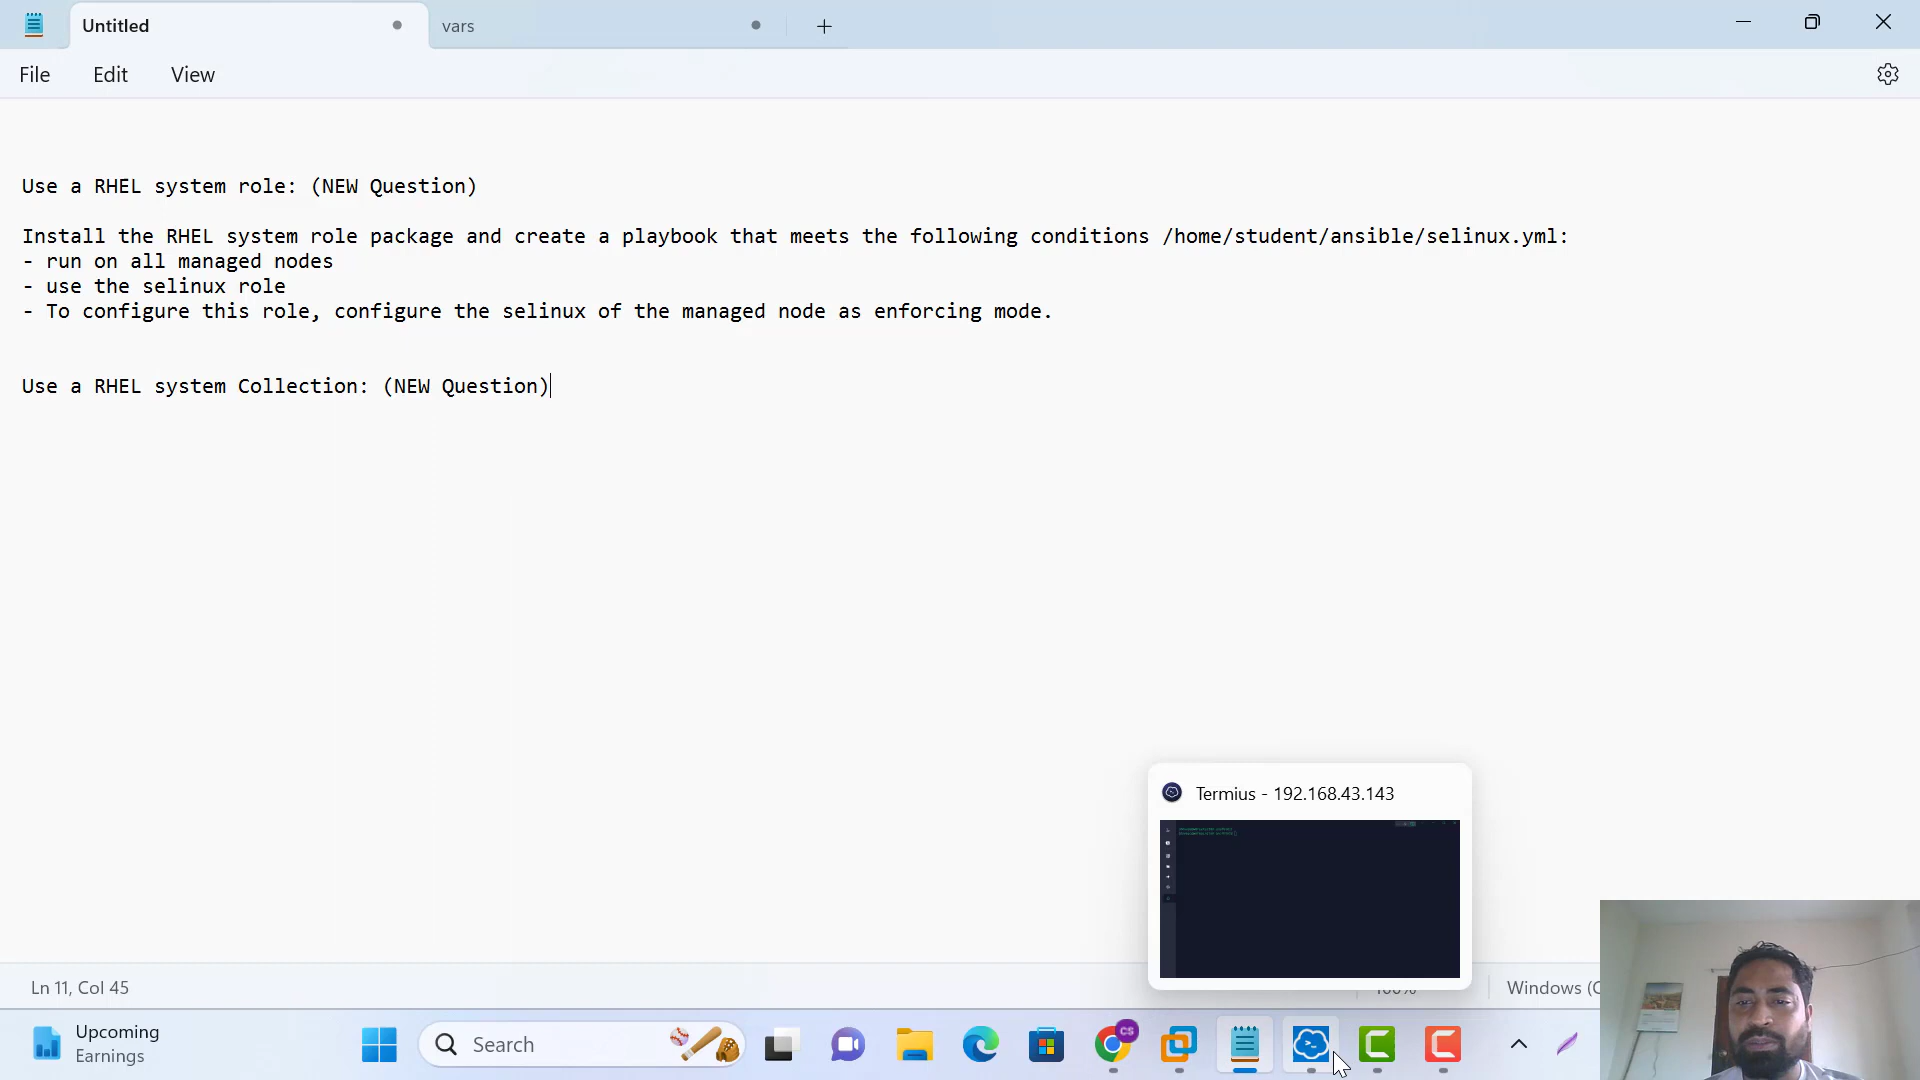 Untitled
vars
File
Edit
View
Use a RHEL system role: (NEW Question)
Install the RHEL system role package and create a playbook that meets the following conditions /home/student/ansible/selinux.yml:
- run on all managed nodes
- use the selinux role
- To configure this role, configure the selinux of the managed node as enforcing mode.
Use a RHEL system Collection: (NEW Question)
Termius - 192.168.43.143
Ln 11, Col 45
100%
Windows (C
Upcoming
Earnings
Search
CS